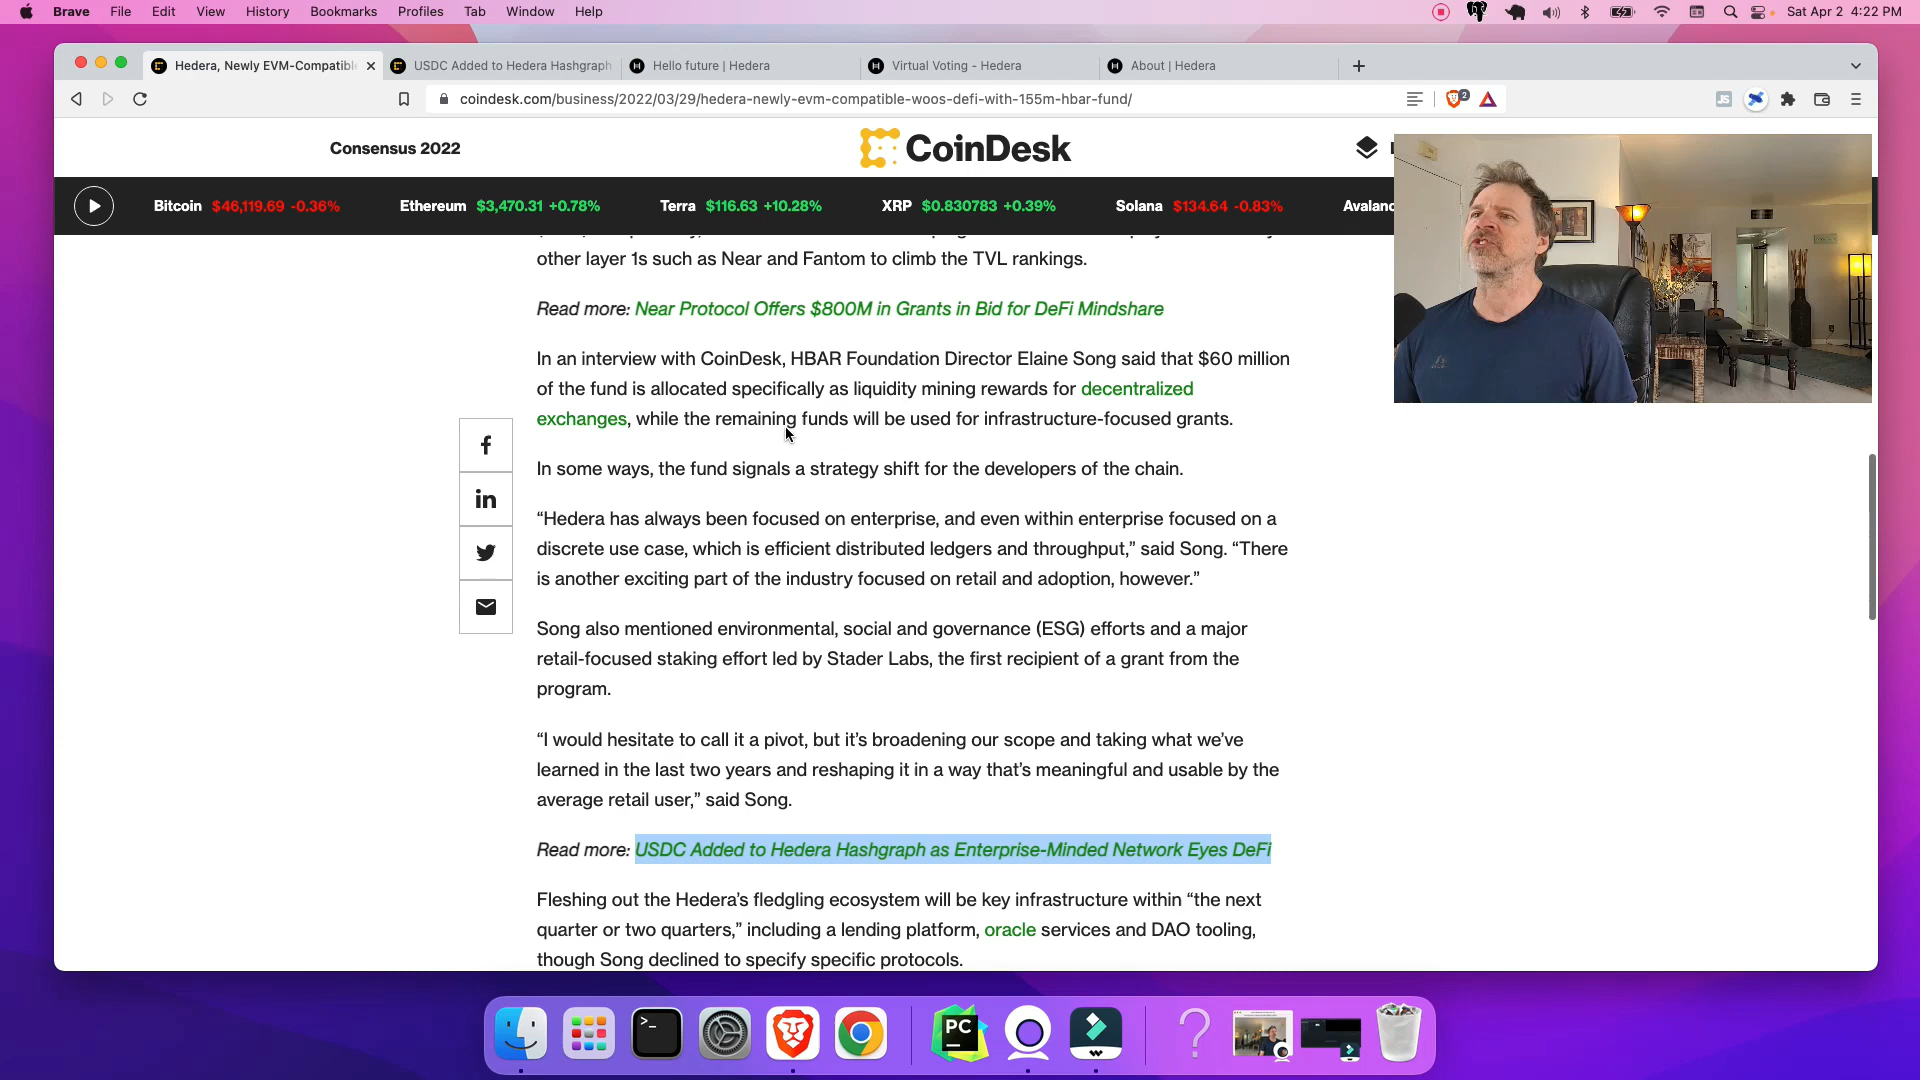 Brave File Edit View History Bookmarks Profiles Tab Window Help
Sat Apr 2 4:22 PM
Hedera, Newly EVM-Compatible
USDC Added to Hedera Hashgraph
Hello future | Hedera
Virtual Voting - Hedera
About | Hedera
coindesk.com/business/2022/03/29/hedera-newly-evm-compatible-woos-defi-with-155m-hbar-fund/
2
JS
Consensus 2022
CoinDesk
Bitcoin $46,119.69 -0.36% Ethereum $3,470.31 +0.78% Terra $116.63 +10.28% XRP $0.830783 +0.39% Solana $134.64 -0.83% Avalanc
other layer 1s such as Near and Fantom to climb the TVL rankings.
Read more: Near Protocol Offers $800M in Grants in Bid for DeFi Mindshare
In an interview with CoinDesk, HBAR Foundation Director Elaine Song said that $60 million
of the fund is allocated specifically as liquidity mining rewards for decentralized
exchanges, while the remaining funds will be used for infrastructure-focused grants.
In some ways, the fund signals a strategy shift for the developers of the chain.
“Hedera has always been focused on enterprise, and even within enterprise focused on a
discrete use case, which is efficient distributed ledgers and throughput,” said Song. “There
is another exciting part of the industry focused on retail and adoption, however.”
Song also mentioned environmental, social and governance (ESG) efforts and a major
retail-focused staking effort led by Stader Labs, the first recipient of a grant from the
program.
“I would hesitate to call it a pivot, but it’s broadening our scope and taking what we’ve
learned in the last two years and reshaping it in a way that’s meaningful and usable by the
average retail user,” said Song.
Read more: USDC Added to Hedera Hashgraph as Enterprise-Minded Network Eyes DeFi
Fleshing out the Hedera’s fledgling ecosystem will be key infrastructure within “the next
quarter or two quarters,” including a lending platform, oracle services and DAO tooling,
though Song declined to specify specific protocols.
PC